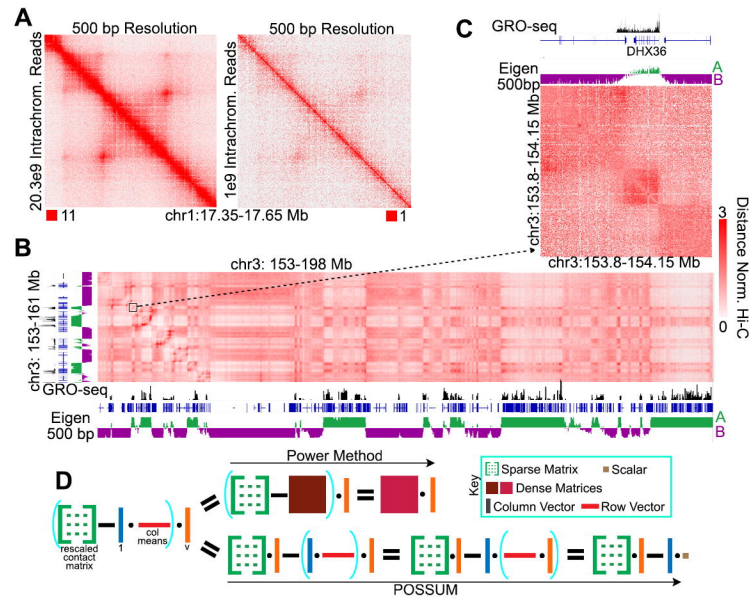 A
500 bp Resolution
500 bp Resolution
20.3e9 Intrachrom. Reads
1e9 Intrachrom. Reads
11
chr1:17.35-17.65 Mb
1
C
GRO-seq
DHX36
Eigen
500bp
A
B
chr3:153.8-154.15 Mb
chr3:153.8-154.15 Mb
3
0
Distance Norm. Hi-C
B
chr3: 153-198 Mb
chr3: 153-161 Mb
GRO-seq
Eigen
500 bp
A
B
D
Power Method
rescaled
contact
matrix
1
col
means
v
POSSUM
Key
Sparse Matrix
Scalar
Dense Matrices
Column Vector
Row Vector